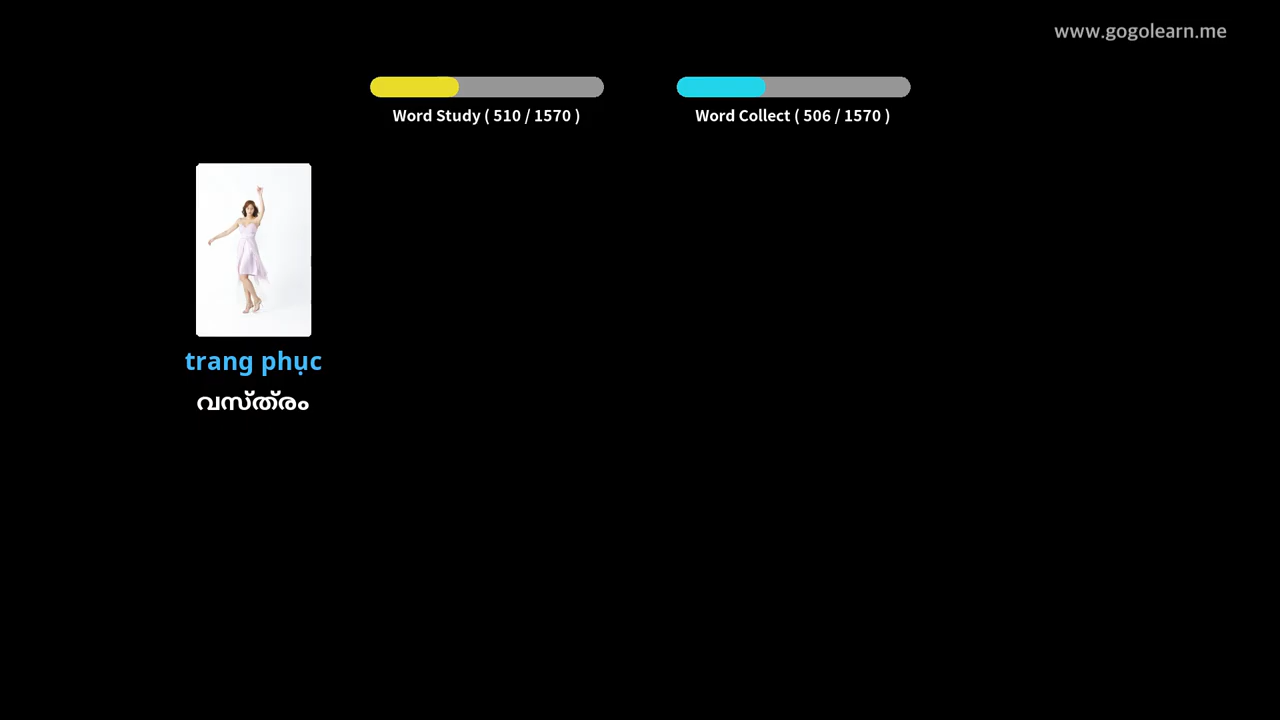 www.gogolearn.me
Word Study ( 510 / 1570 )
Word Collect ( 506 / 1570 )
trang phục
വസ്ത്രം